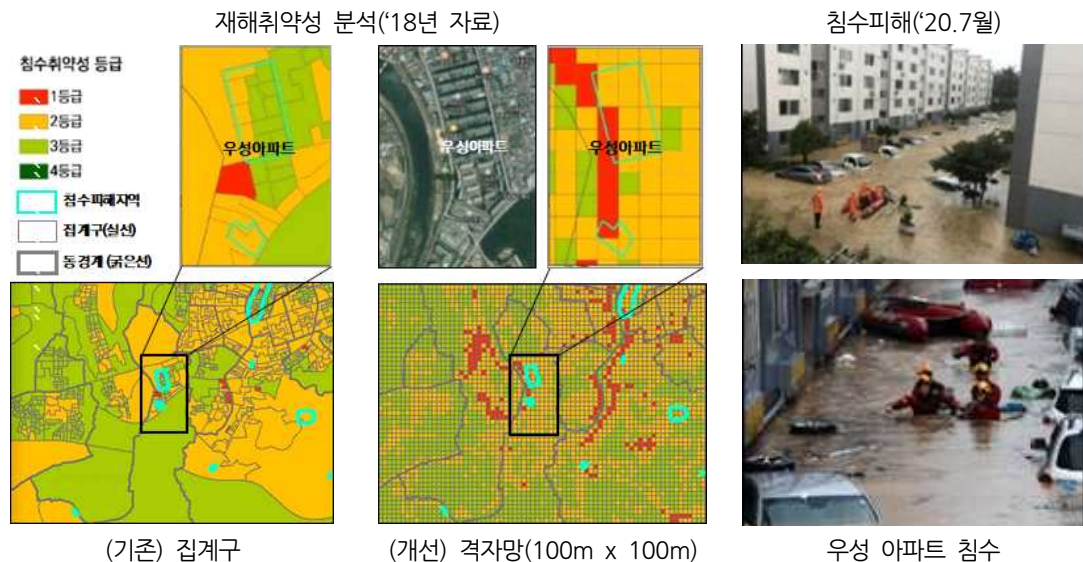 재해취약성 분석('18년 자료)
침수피해('20.7월)
침수취약성 등급
1등급
2등급
3등급
4등급
침수피해지역
집계구(실선)
동경계 (굵은선)
우성아파트
우성아파트
우성아파트
(기존) 집계구
(개선) 격자망(100m x 100m)
우성 아파트 침수